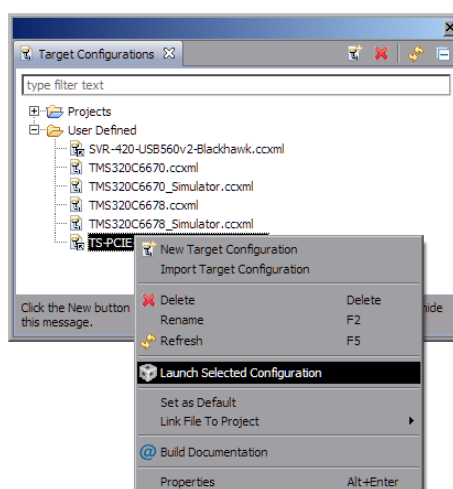 Target Configurations
type filter text
Projects
User Defined
SVR-420-USB560v2-Blackhawk.ccxml
TMS320C6670.ccxml
TMS320C6670_Simulator.ccxml
TMS320C6678.ccxml
TMS320C6678_Simulator.ccxml
TS-PCIE-
New Target Configuration
Import Target Configuration
Click the New button
hide
this message.
Delete Delete
Rename F2
Refresh F5
Launch Selected Configuration
Set as Default
Link File To Project
Build Documentation
Properties Alt+Enter